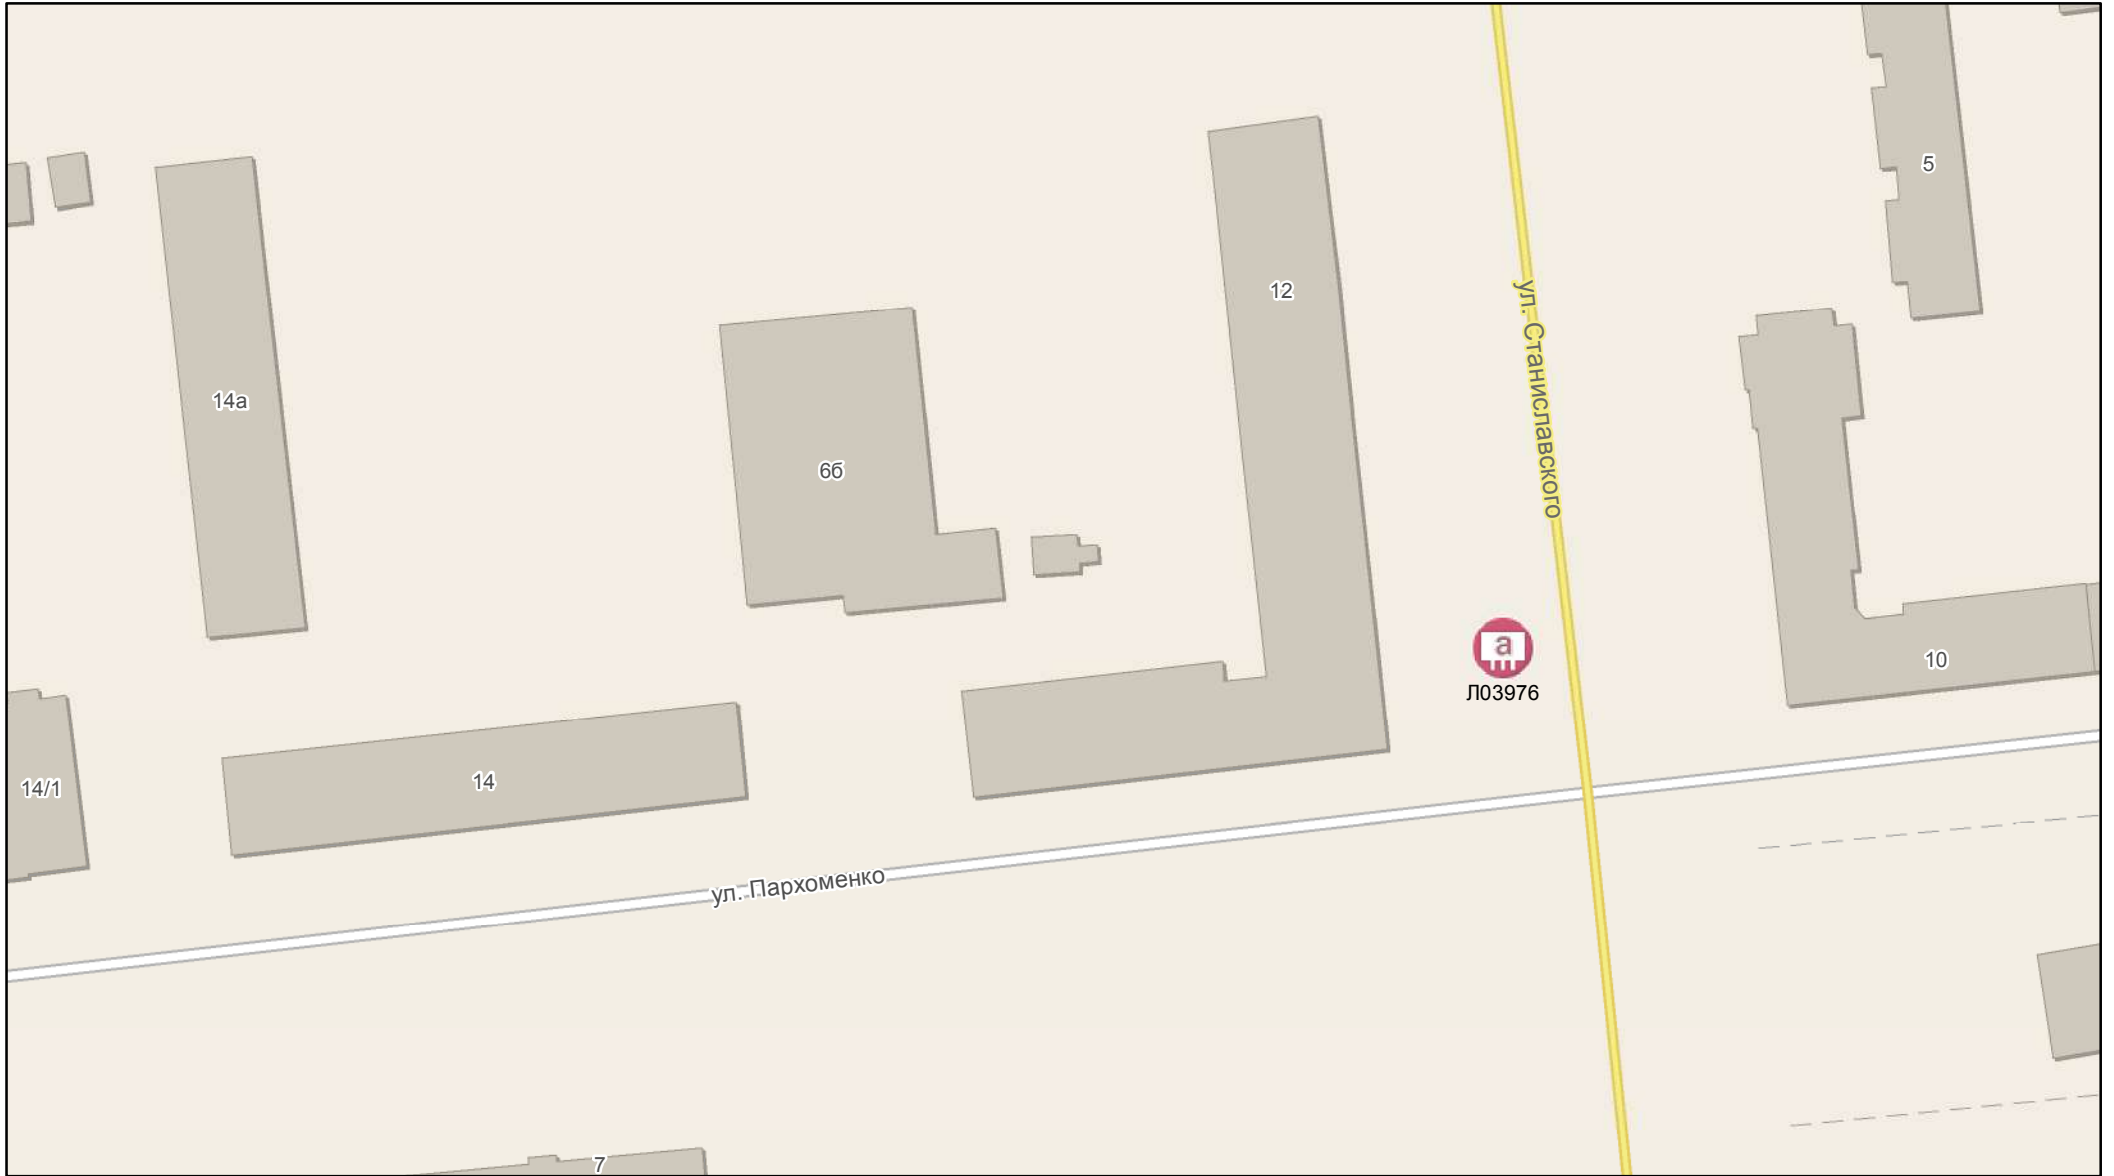 5
12
ул. Станиславского
14а
6б
а
Л03976
10
14/1
14
ул. Пархоменко
7